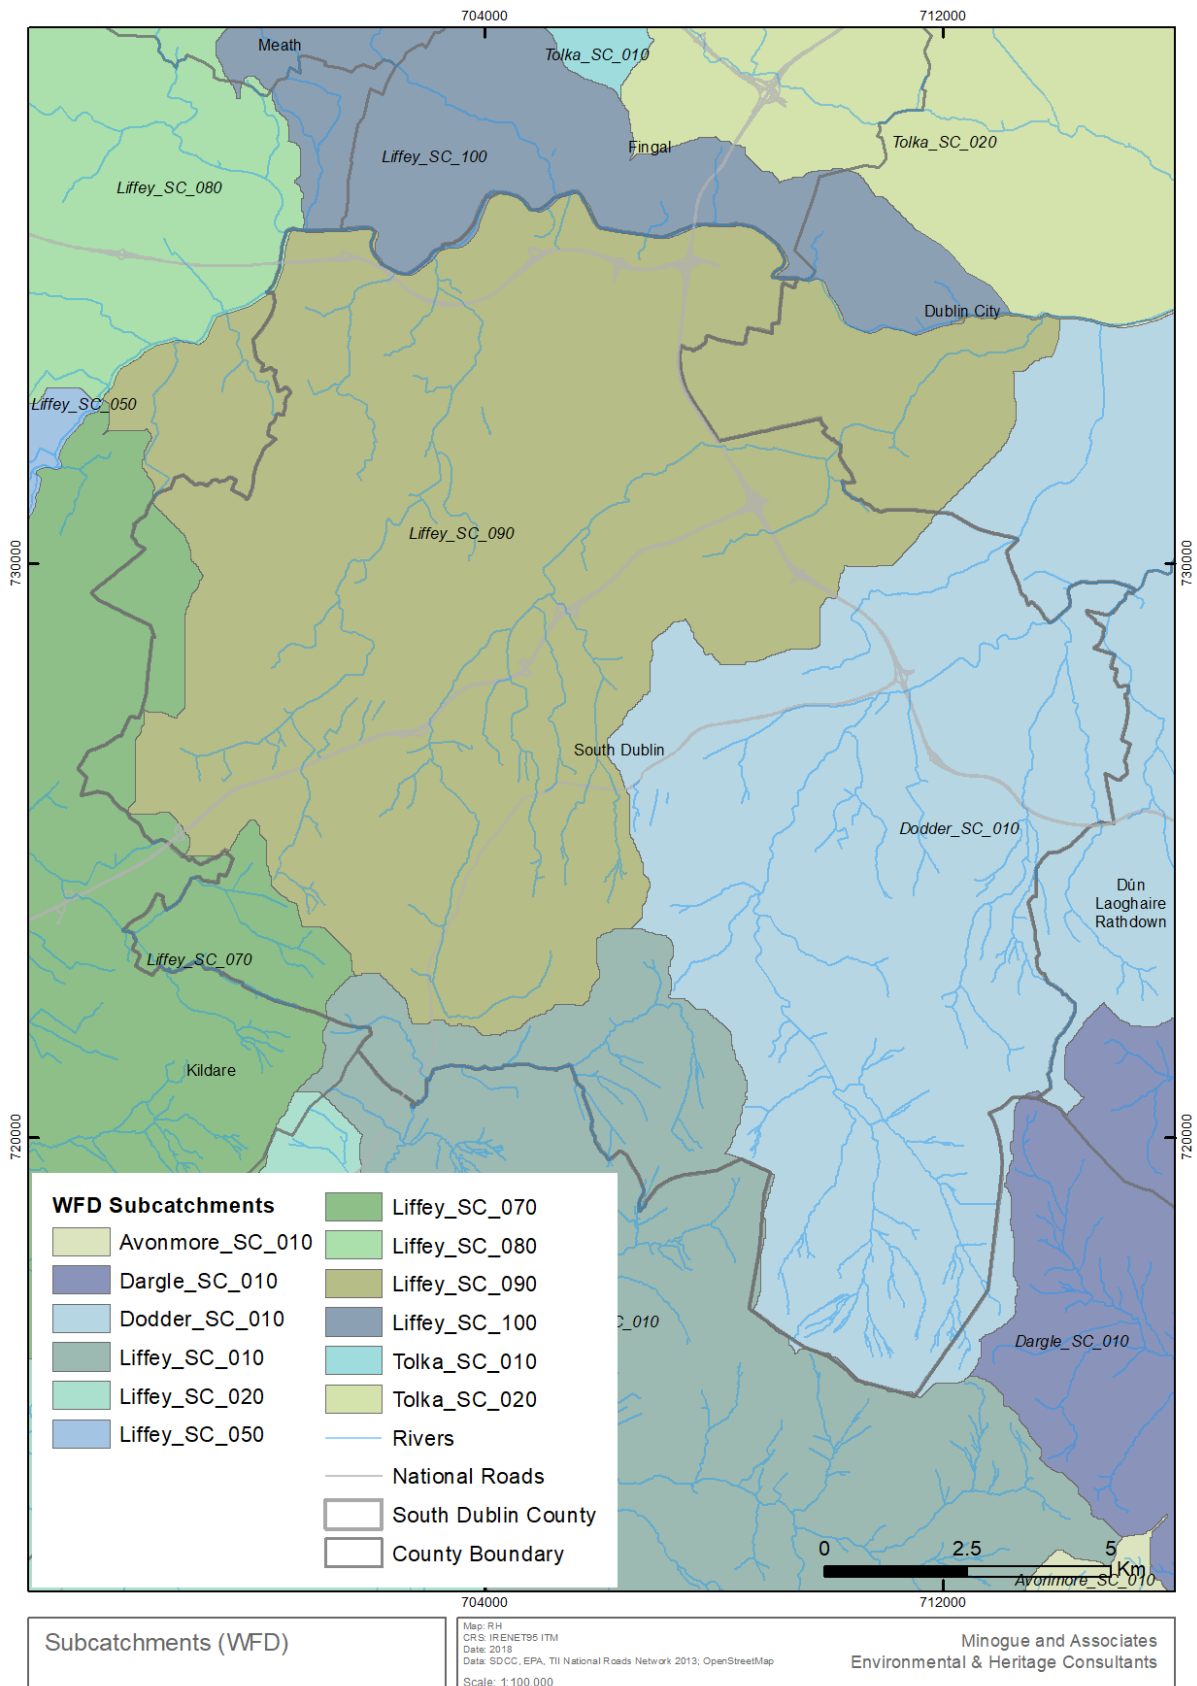 704000
712000
Meath
Tolka_SC_010
Tolka_SC_020
Fingal
Liffey_SC_100
Liffey_SC_080
Dublin City
Liffey_SC_050
Liffey_SC_090
730000
730000
South Dublin
Dodder_SC_010
Dún
Laoghaire
Rathdown
Liffey_SC_070
Kildare
720000
720000
C_010
Dargle_SC_010
WFD Subcatchments
Avonmore_SC_010
Dargle_SC_010
Dodder_SC_010
Liffey_SC_010
Liffey_SC_020
Liffey_SC_050
Liffey_SC_070
Liffey_SC_080
Liffey_SC_090
Liffey_SC_100
Tolka_SC_010
Tolka_SC_020
Rivers
National Roads
South Dublin County
County Boundary
0 2.5 5
Km
Avonmore_SC_010
704000
712000
Subcatchments (WFD)
Map: RH
CRS: IRENET95 ITM
Date: 2018
Data: SDCC, EPA, TII National Roads Network 2013; OpenStreetMap
Scale: 1:100,000
Minogue and Associates
Environmental & Heritage Consultants